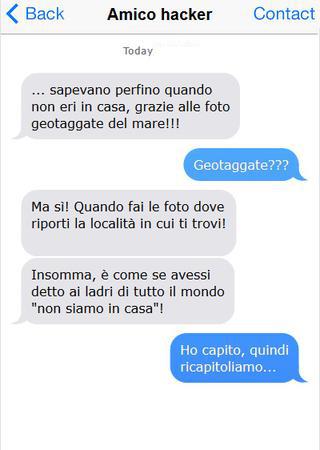 Back Amico hacker Contact
Today
... sapevano perfino quando
non eri in casa, grazie alle foto
geotaggate del mare!!!
Geotaggate???
Ma si! Quando fai le foto dove
riporti la località in cui ti trovi!
Insomma, è come se avessi
detto ai ladri di tutto il mondo
"non siamo in casa"!
Ho capito, quindi
ricapitoliamo...